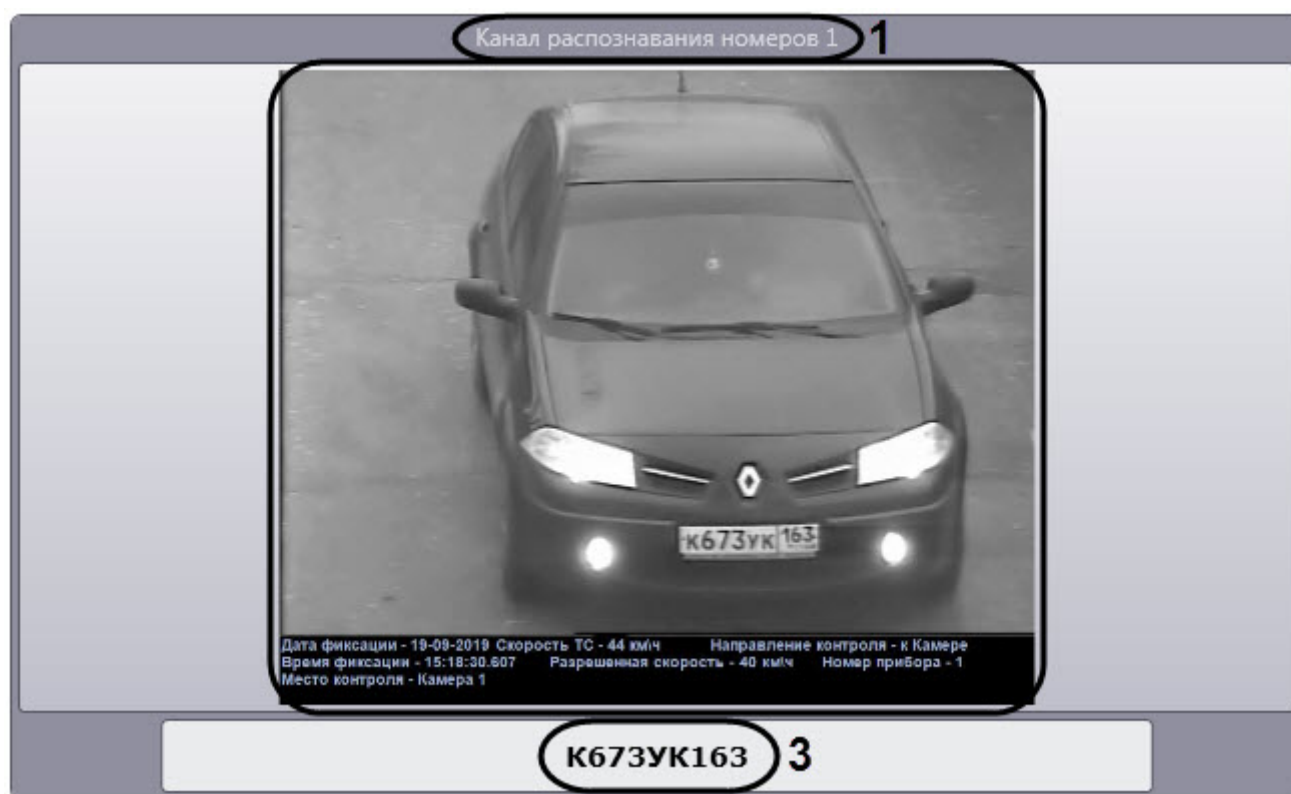 Канал распознавания номеров 1 1
К673УК 163
Дата фиксации - 19-09-2019 Скорость ТС - 44 км\ч Направление контроля - к Камере
Время фиксации - 15:18:30.607 Разрешенная скорость - 40 км\ч Номер прибора - 1
Место контроля - Камера 1
К673УК163 3